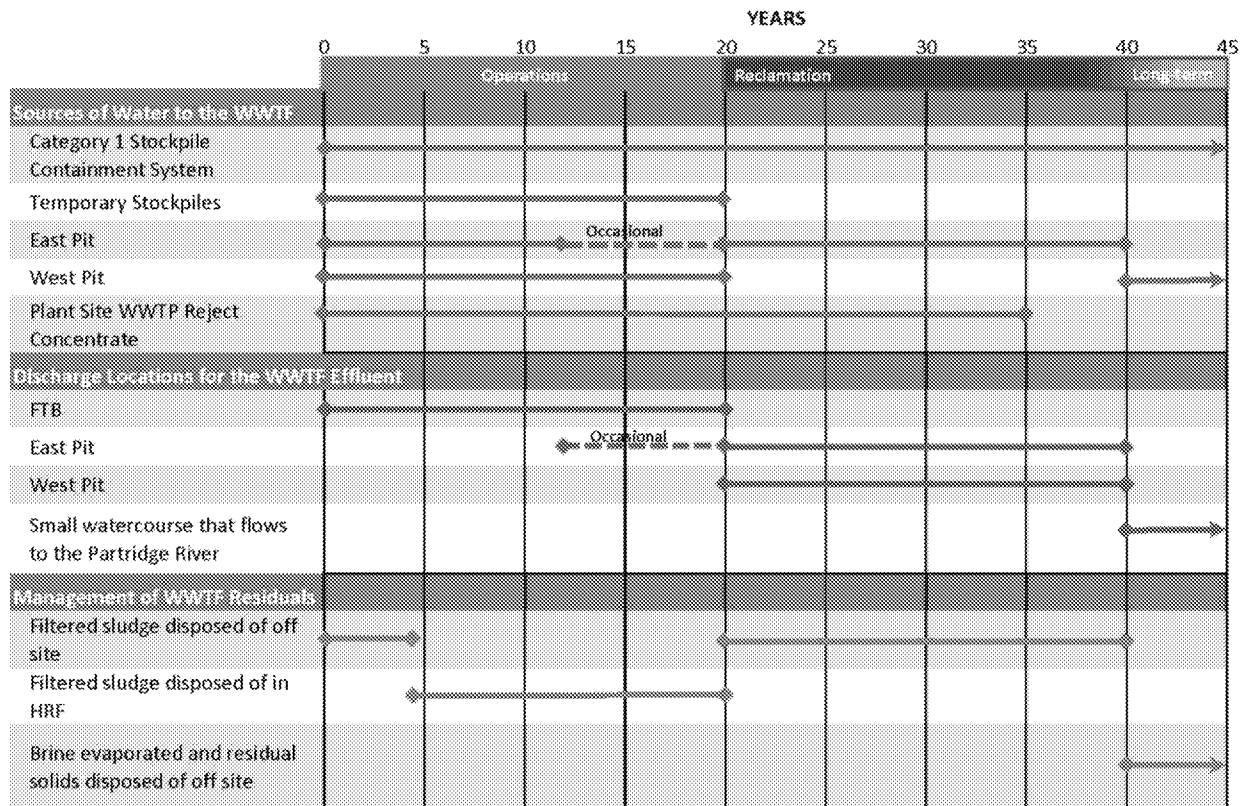 YEARS
0 5 10 15 20 25 30 35 40 45
Operations Reclamation Long-term
Sources of Water to the WWTF
Category 1 Stockpile
Containment System
Temporary Stockpiles
East Pit
Occasional
West Pit
Plant Site WWTP Reject
Concentrate
Discharge Locations for the WWTF Effluent
FTB
East Pit
Occasional
West Pit
Small watercourse that flows
to the Partridge River
Management of WWTF Residuals
Filtered sludge disposed of off
site
Filtered sludge disposed of in
HRF
Brine evaporated and residual
solids disposed of off site